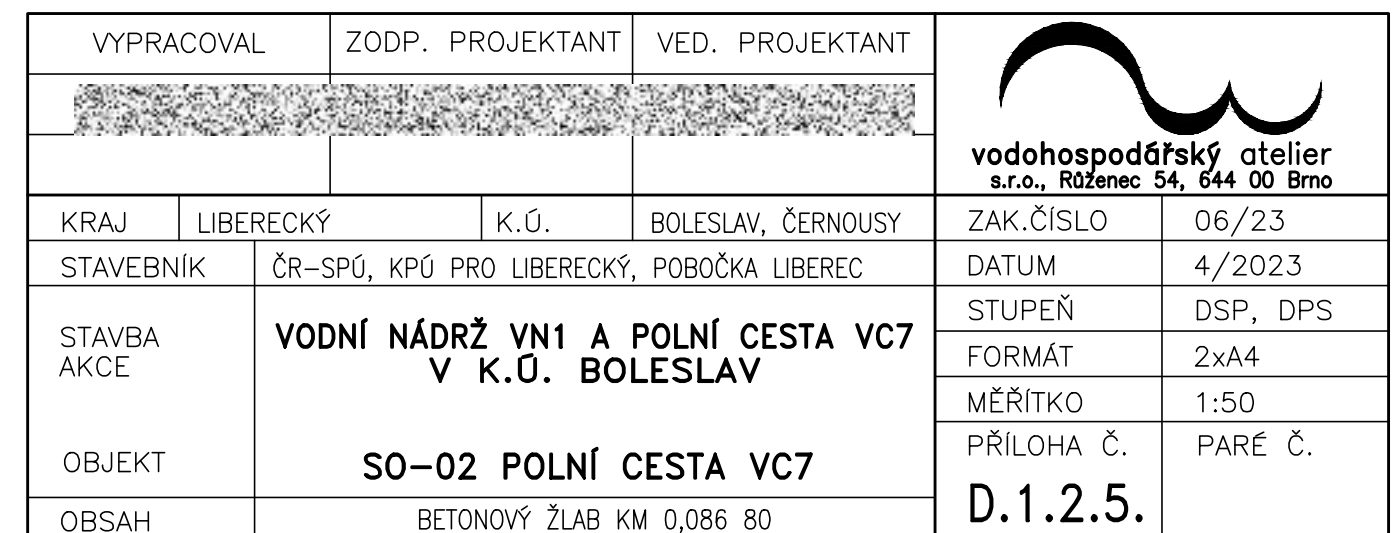 VYPRACOVAL ZODP. PROJEKTANT VED. PROJEKTANT
vodohospodářský atelier
s.r.o., Růženec 54, 644 00 Brno
KRAJ LIBERECKÝ K.Ú. BOLESLAV, ČERNOUSY
ZAK.ČÍSLO 06/23
STAVEBNÍK ČR–SPÚ, KPÚ PRO LIBERECKÝ, POBOČKA LIBEREC
DATUM 4/2023
STAVBA
AKCE
VODNÍ NÁDRŽ VN1 A POLNÍ CESTA VC7
V K.Ú. BOLESLAV
STUPEŇ DSP, DPS
FORMÁT 2xA4
MĚŘÍTKO 1:50
OBJEKT SO–02 POLNÍ CESTA VC7
PŘÍLOHA Č. PARÉ Č.
D.1.2.5.
OBSAH BETONOVÝ ŽLAB KM 0,086 80